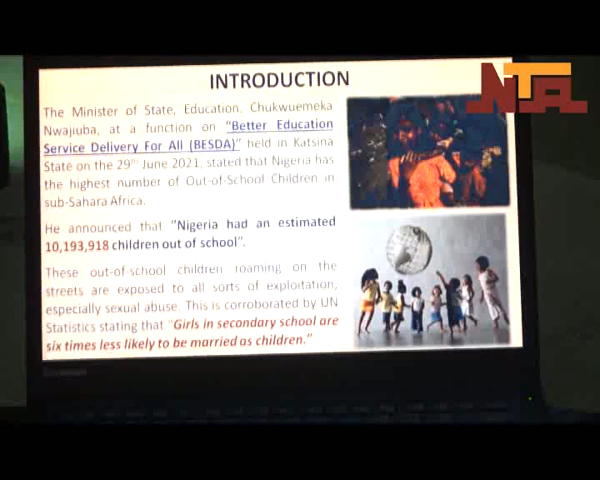 NTA
INTRODUCTION
The Minister of State, Education, Chukwuemeka
Nwajiuba, at a function on "Better Education
Service Delivery For All (BESDA)" held in Katsina
State on the 29th June 2021, stated that Nigeria has
the highest number of Out-of-School Children in
sub-Sahara Africa.
He announced that "Nigeria had an estimated
10,193,918 children out of school".
These out-of-school children roaming on the
streets are exposed to all sorts of exploitation,
especially sexual abuse. This is corroborated by UN
Statistics stating that "Girls in secondary school are
six times less likely to be married as children."